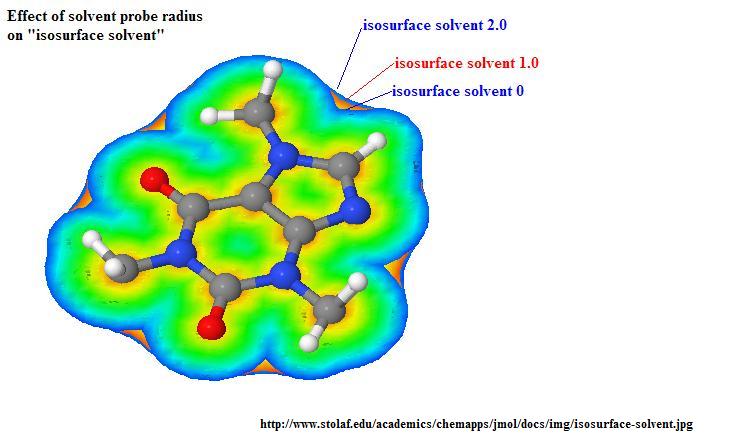 Effect of solvent probe radius
on "isosurface solvent"
isosurface solvent 2.0
isosurface solvent 1.0
isosurface solvent 0
http://www.stolaf.edu/academics/chemapps/jmol/docs/img/isosurface-solvent.jpg